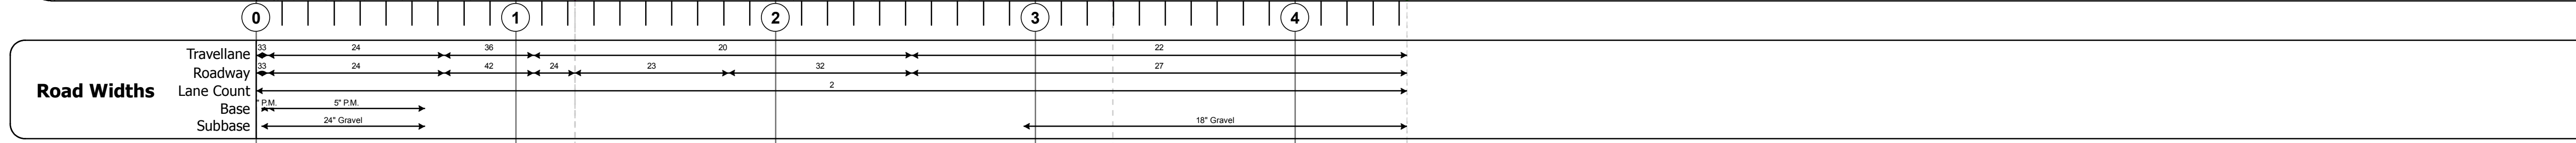 0 1 2 3 4
Travellane 33 24 36 20 22
Roadway 33 24 42 24 23 32 27
Road Widths
Lane Count 2
Base " P.M. 5" P.M.
Subbase 24" Gravel 18" Gravel